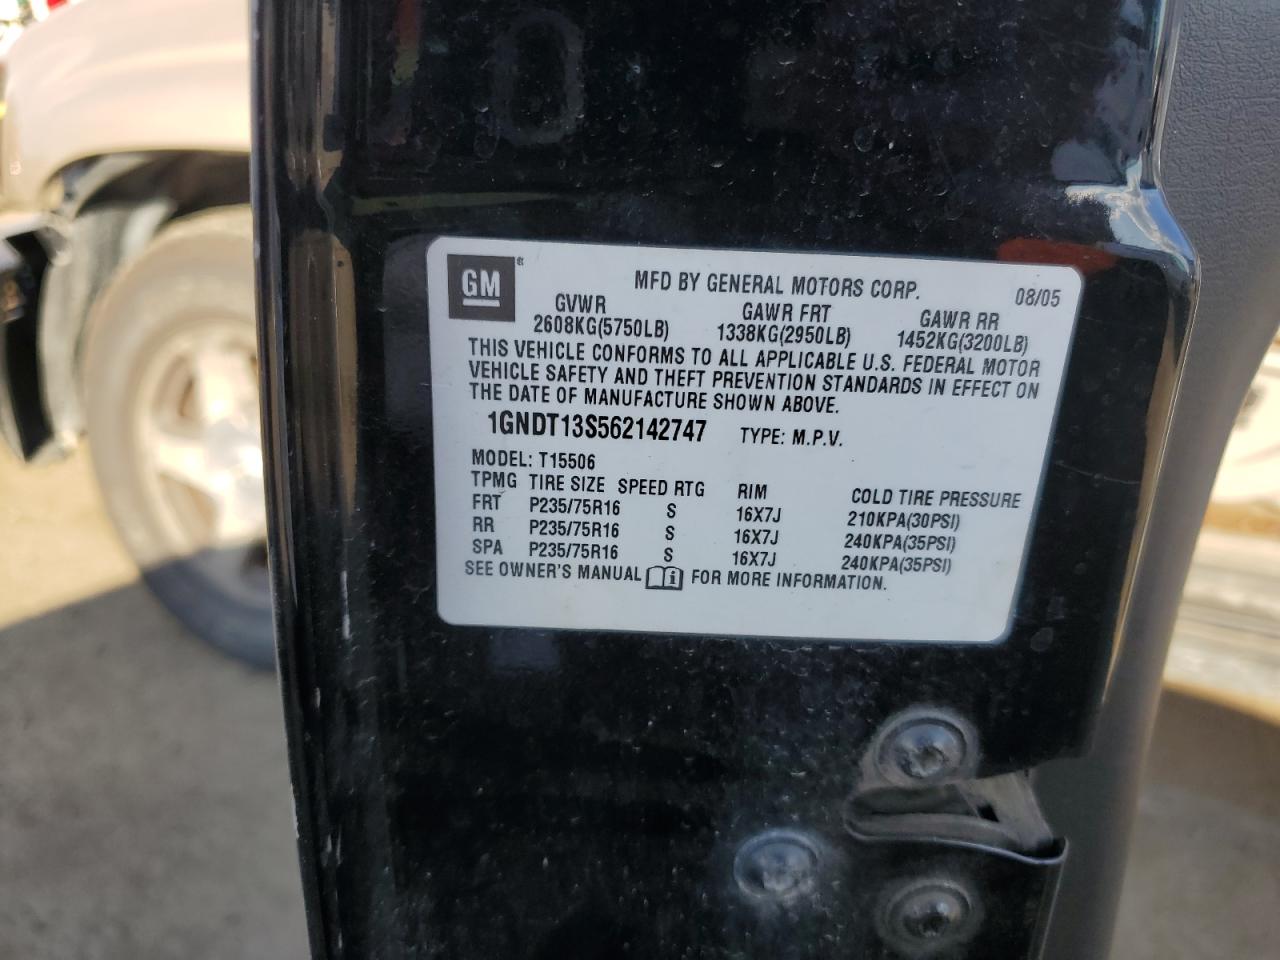 GM®
MFD BY GENERAL MOTORS CORP. 08/05
GVWR GAWR FRT GAWR RR
2608KG(5750LB) 1338KG(2950LB) 1452KG(3200LB)
THIS VEHICLE CONFORMS TO ALL APPLICABLE U.S. FEDERAL MOTOR
VEHICLE SAFETY AND THEFT PREVENTION STANDARDS IN EFFECT ON
THE DATE OF MANUFACTURE SHOWN ABOVE.
1GNDT13S562142747 TYPE: M.P.V.
MODEL: T15506
TPMG TIRE SIZE SPEED RTG RIM COLD TIRE PRESSURE
FRT P235/75R16 S 16X7J 210KPA(30PSI)
RR P235/75R16 S 16X7J 240KPA(35PSI)
SPA P235/75R16 S 16X7J 240KPA(35PSI)
SEE OWNER'S MANUAL i FOR MORE INFORMATION.